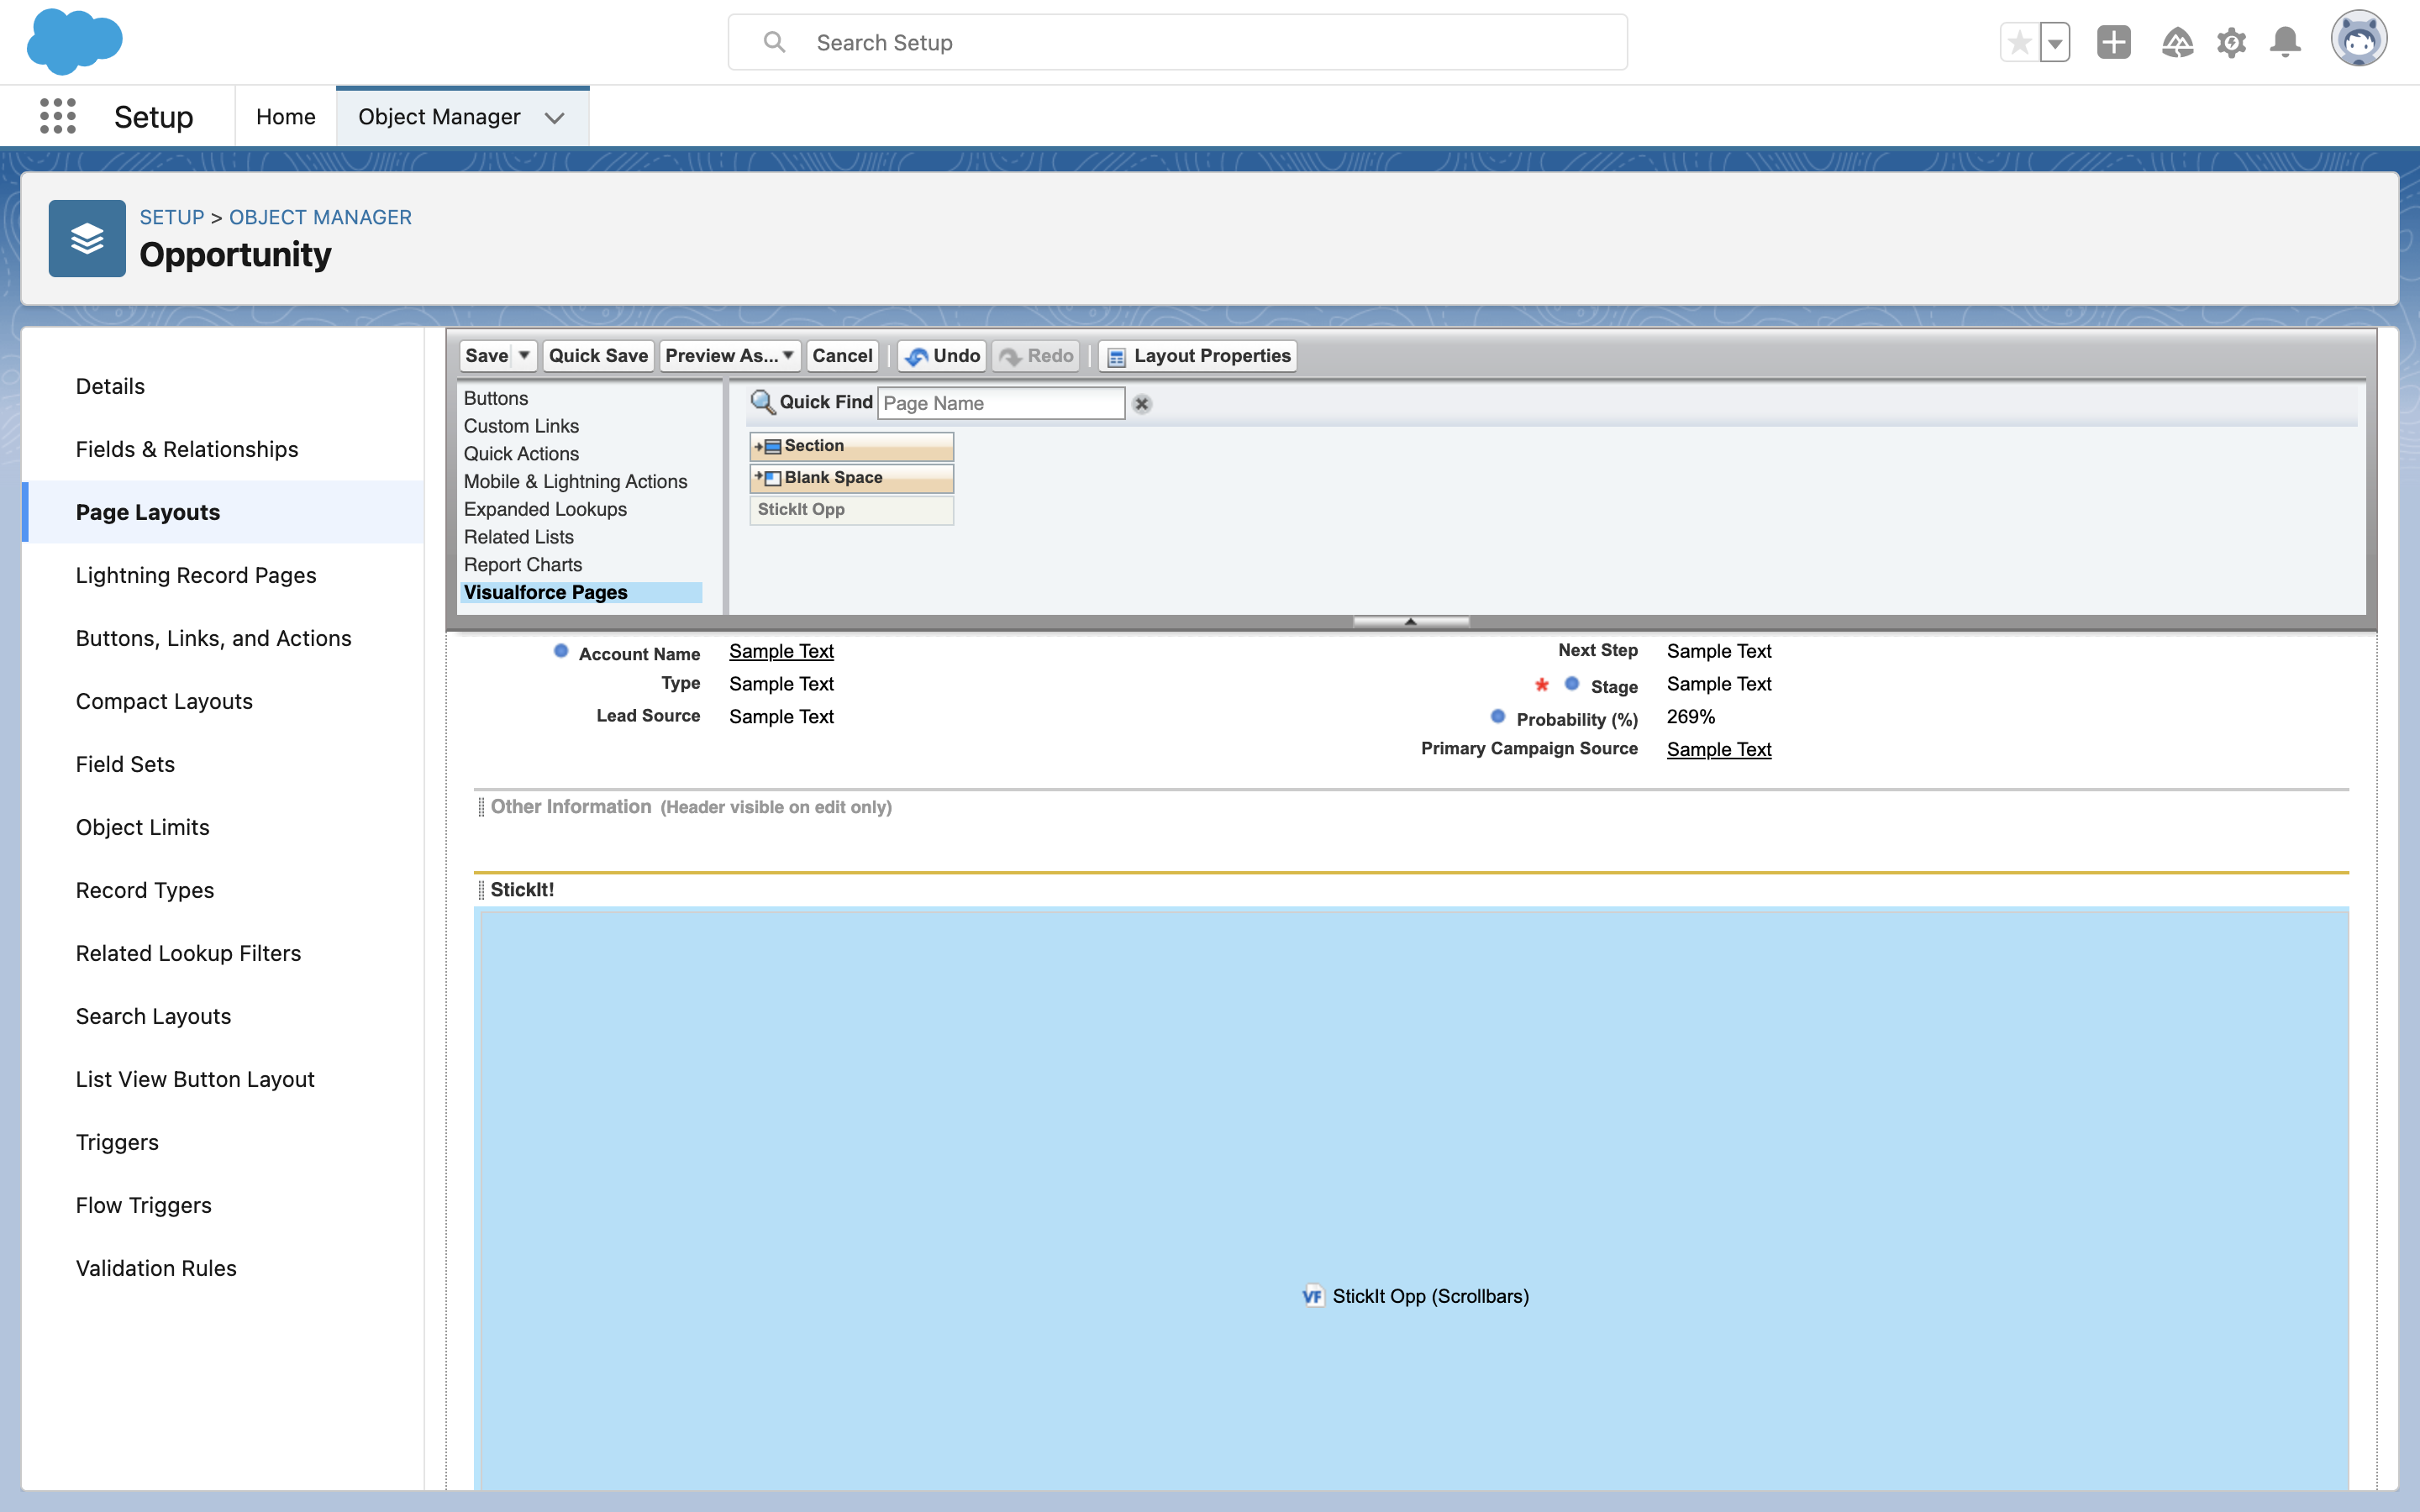 Search Setup
Setup
Home
Object Manager
SETUP > OBJECT MANAGER
Opportunity
Details
Fields & Relationships
Page Layouts
Lightning Record Pages
Buttons, Links, and Actions
Compact Layouts
Field Sets
Object Limits
Record Types
Related Lookup Filters
Search Layouts
List View Button Layout
Triggers
Flow Triggers
Validation Rules
Save Quick Save Preview As... Cancel Undo Redo Layout Properties
Buttons
Custom Links
Quick Actions
Mobile & Lightning Actions
Expanded Lookups
Related Lists
Report Charts
Visualforce Pages
Quick Find Page Name
Section
Blank Space
StickIt Opp
Account Name Sample Text
Type Sample Text
Lead Source Sample Text
Next Step Sample Text
* Stage Sample Text
Probability (%) 269%
Primary Campaign Source Sample Text
Other Information (Header visible on edit only)
StickIt!
VF StickIt Opp (Scrollbars)